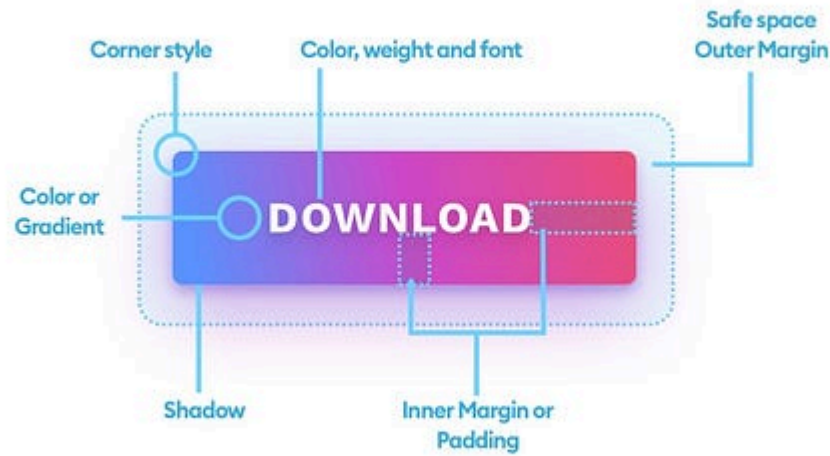 Safe space
Outer Margin
Corner style
Color, weight and font
Color or
Gradient
DOWNLOAD
Shadow
Inner Margin or
Padding